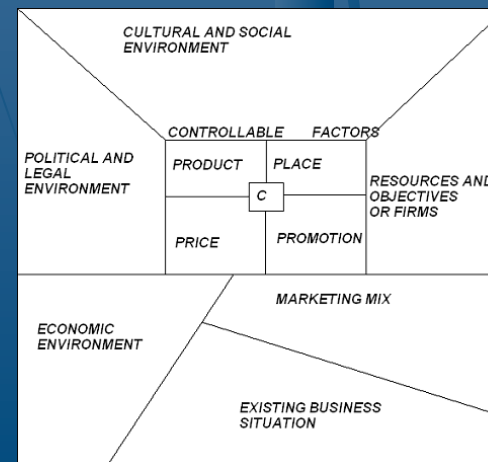 CULTURAL AND SOCIAL
ENVIRONMENT
CONTROLLABLE FACTORS
POLITICAL AND
LEGAL
ENVIRONMENT
PRODUCT
PLACE
RESOURCES AND
OBJECTIVES
OR FIRMS
C
PRICE
PROMOTION
MARKETING MIX
ECONOMIC
ENVIRONMENT
EXISTING BUSINESS
SITUATION